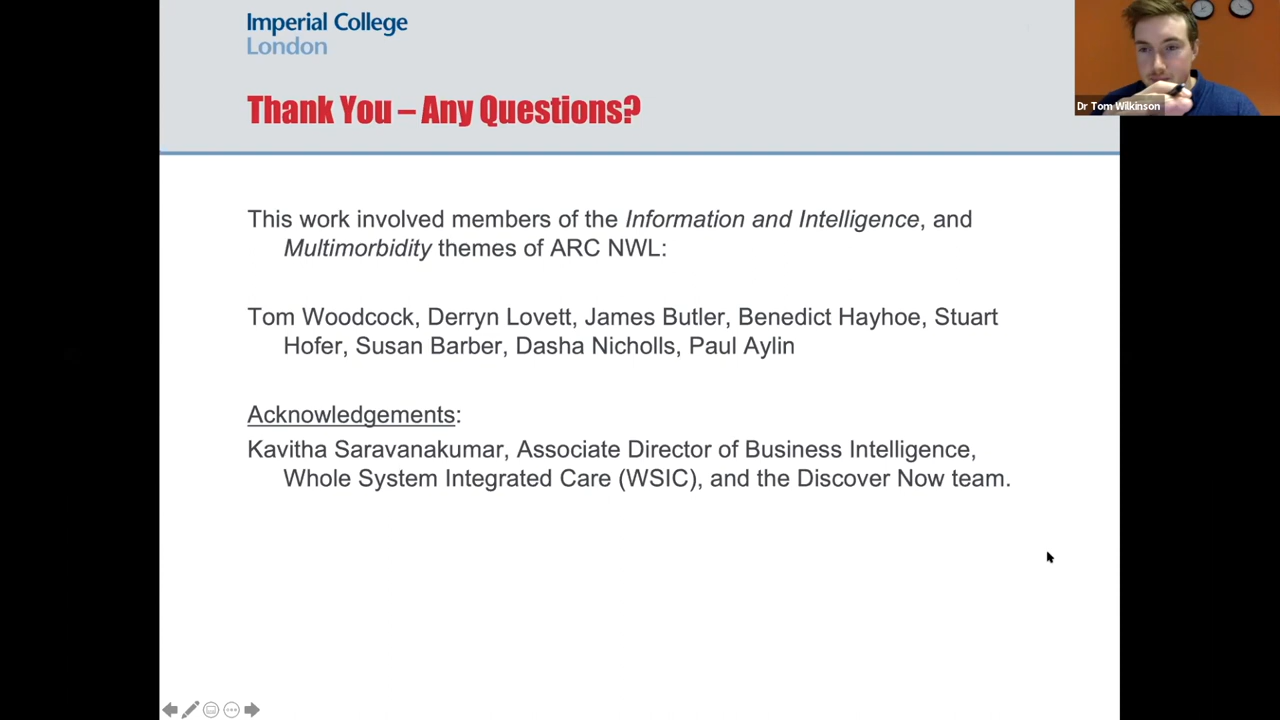 Imperial College
London
Thank You – Any Questions?
Dr Tom Wilkinson
This work involved members of the Information and Intelligence, and
Multimorbidity themes of ARC NWL:
Tom Woodcock, Derryn Lovett, James Butler, Benedict Hayhoe, Stuart
Hofer, Susan Barber, Dasha Nicholls, Paul Aylin
Acknowledgements:
Kavitha Saravanakumar, Associate Director of Business Intelligence,
Whole System Integrated Care (WSIC), and the Discover Now team.